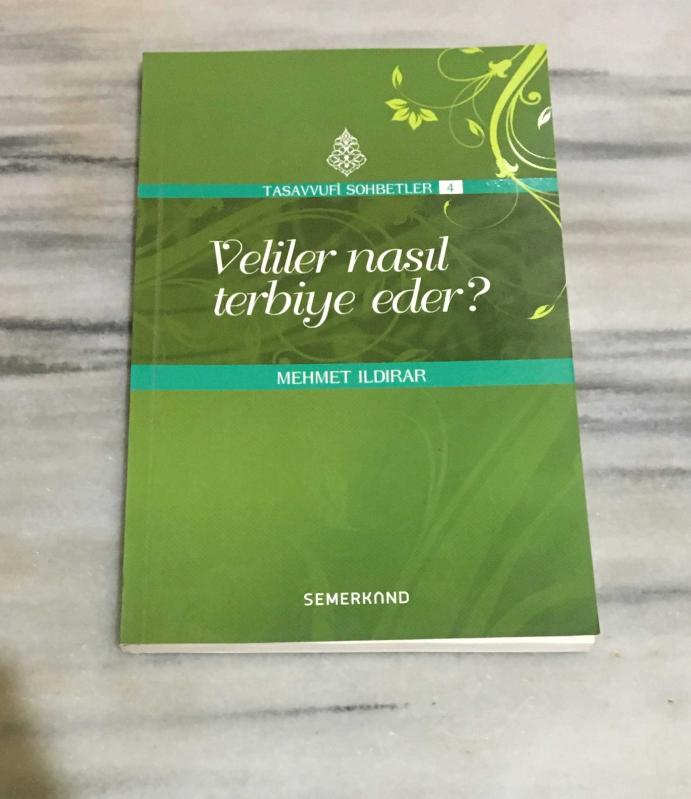 TASAVVUFİ SOHBETLER 4
Veliler nasıl
terbiye eder?
MEHMET ILDIRAR
SEMERKAND